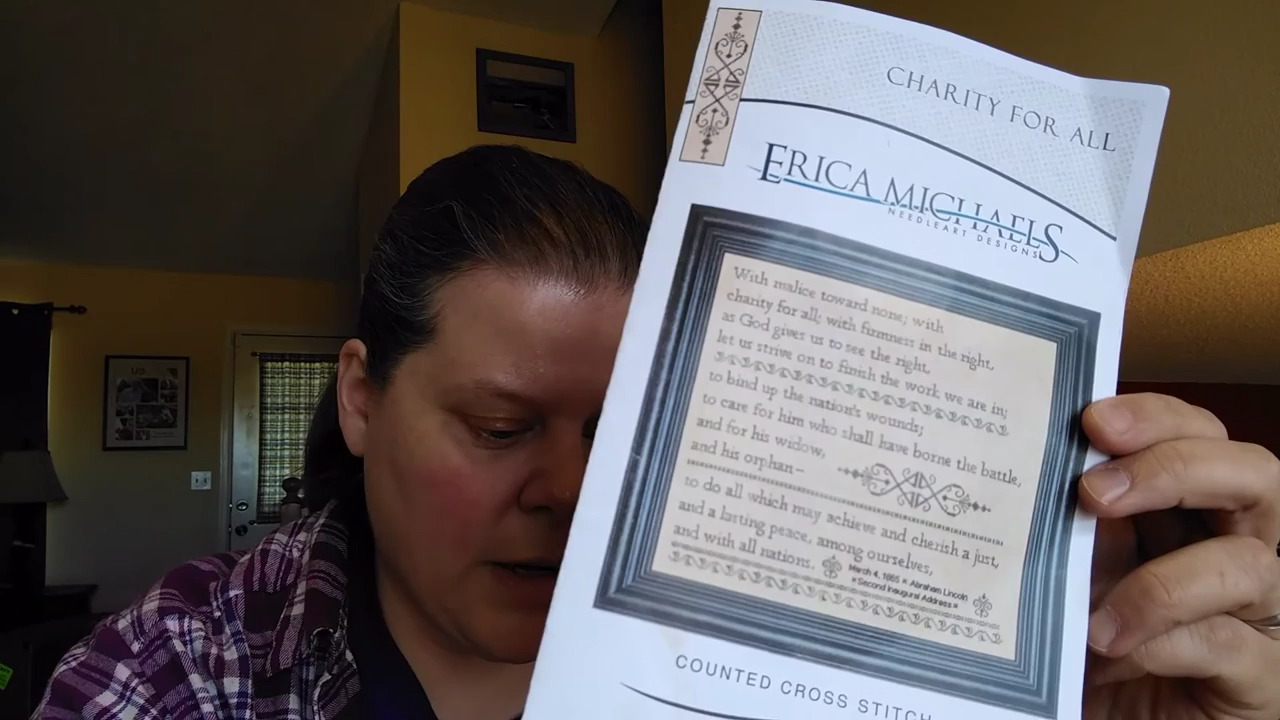 CHARITY FOR ALL
ERICA MICHAELS
NEEDLEART DESIGNS
With malice toward none; with
charity for all; with firmness in the right,
as God gives us to see the right,
let us strive on to finish the work we are in;
to bind up the nation's wounds;
to care for him who shall have borne the battle,
and for his widow,
and his orphan–
to do all which may achieve and cherish a just,
and a lasting peace, among ourselves,
and with all nations.
March 4, 1865 Abraham Lincoln
Second Inaugural Address
COUNTED CROSS STITCH